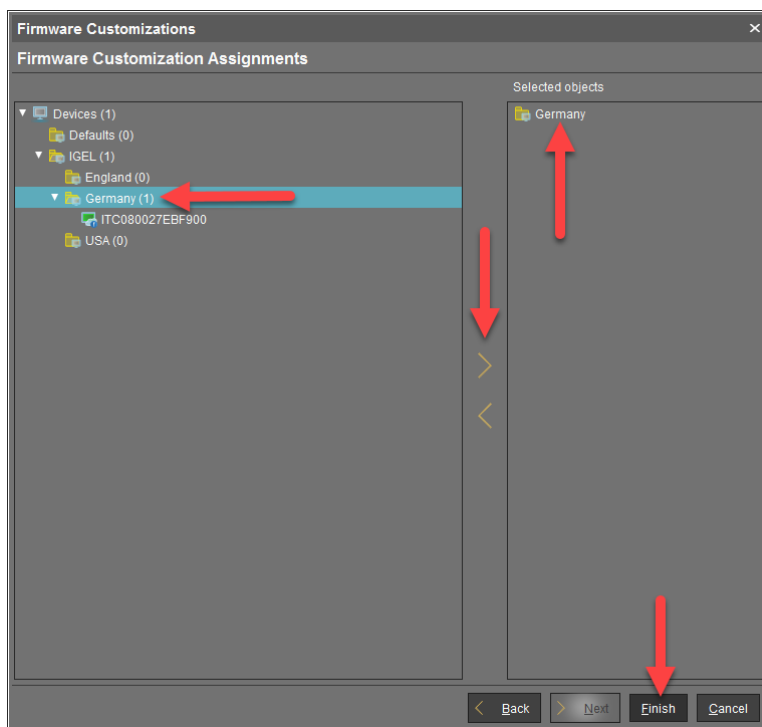 Firmware Customizations
Firmware Customization Assignments
Selected objects
Devices (1)
Defaults (0)
IGEL (1)
England (0)
Germany (1)
ITC080027EBF900
USA (0)
Germany
Back
Next
Finish
Cancel